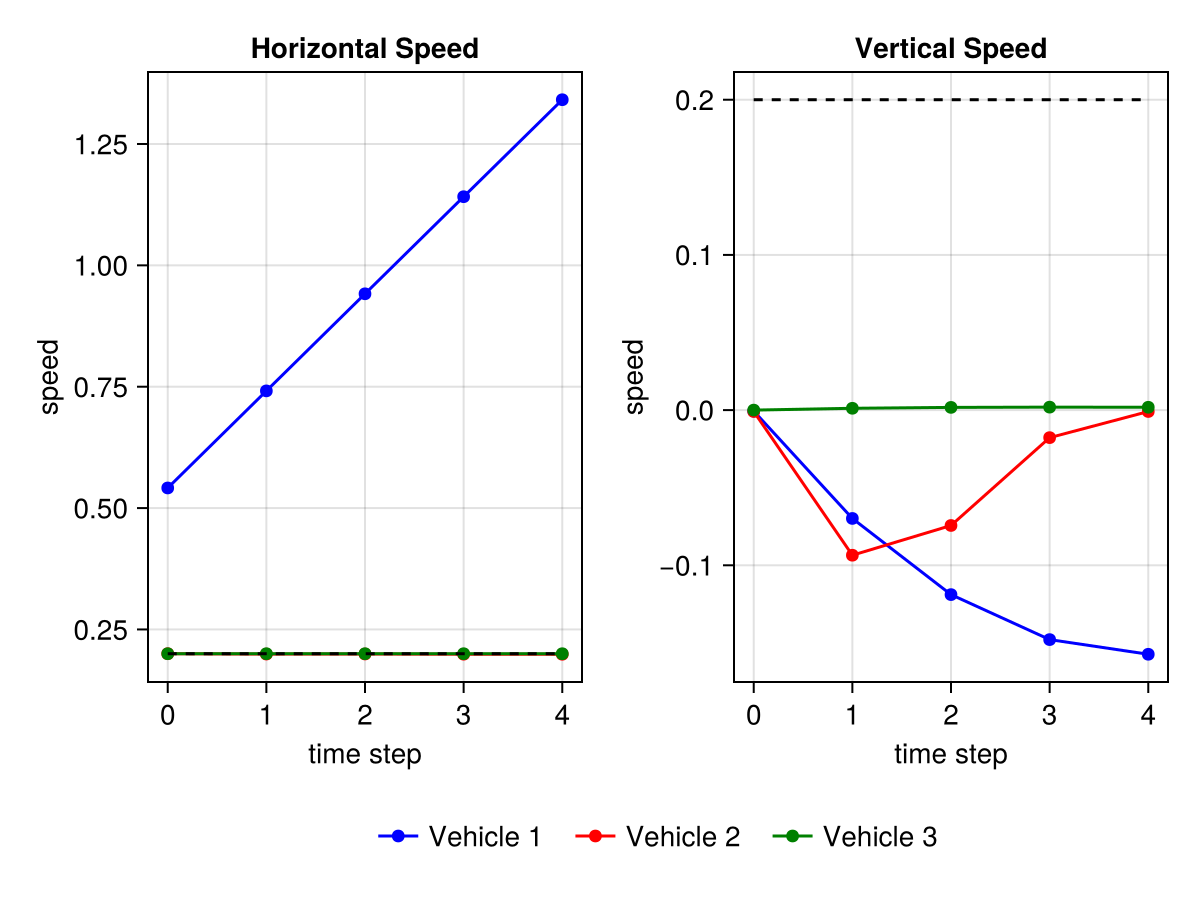 Horizontal Speed
1.25
1.00
0.75
0.50
0.25
speed
0 1 2 3 4
time step
Vertical Speed
0.2
0.1
0.0
−0.1
speed
0 1 2 3 4
time step
Vehicle 1 Vehicle 2 Vehicle 3